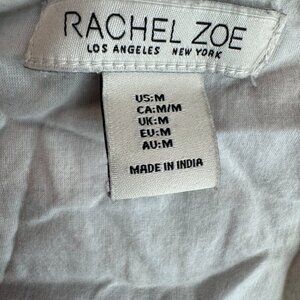 RACHEL ZOE
LOS ANGELES NEW YORK
US:M
CA:M/M
UK:M
EU:M
AU:M
MADE IN INDIA